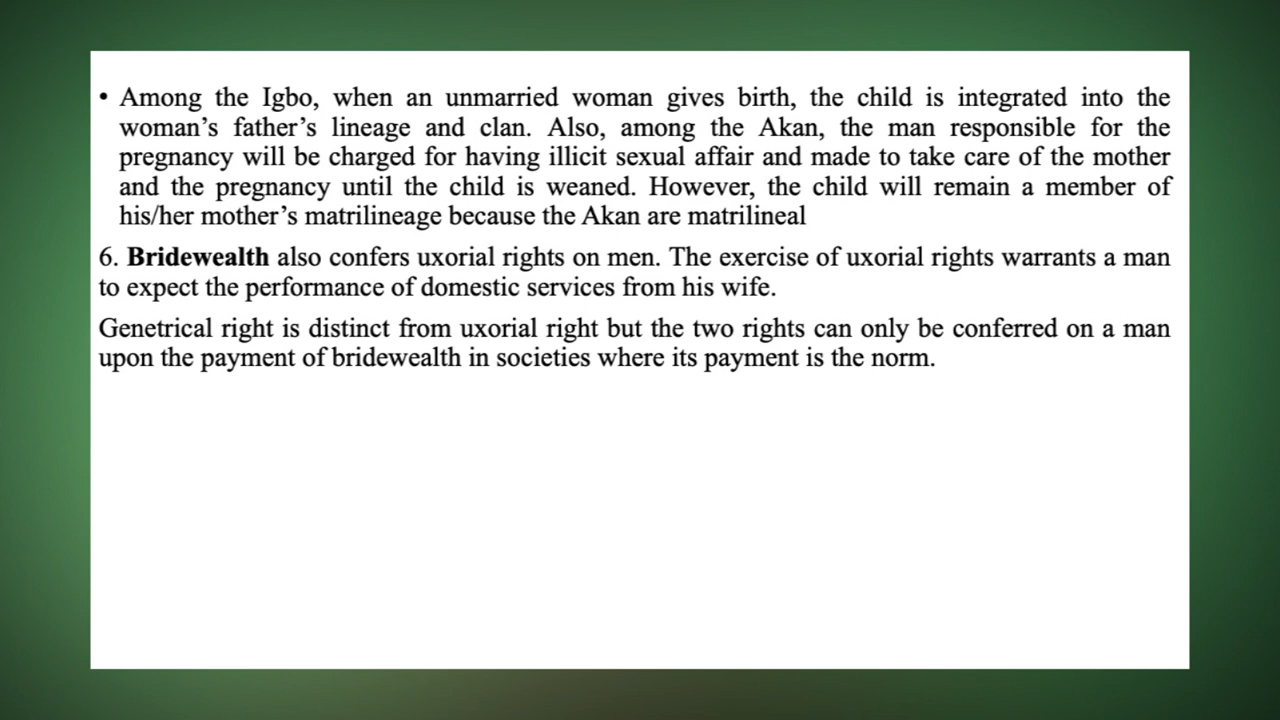 • Among the Igbo, when an unmarried woman gives birth, the child is integrated into the
woman’s father’s lineage and clan. Also, among the Akan, the man responsible for the
pregnancy will be charged for having illicit sexual affair and made to take care of the mother
and the pregnancy until the child is weaned. However, the child will remain a member of
his/her mother’s matrilineage because the Akan are matrilineal
6. Bridewealth also confers uxorial rights on men. The exercise of uxorial rights warrants a man
to expect the performance of domestic services from his wife.
Genetrical right is distinct from uxorial right but the two rights can only be conferred on a man
upon the payment of bridewealth in societies where its payment is the norm.